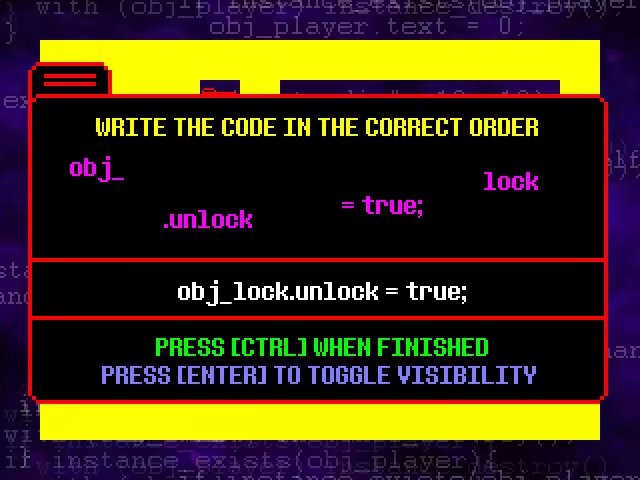 with (obj_player) instance_destroy();
obj_player.text = 0;
WRITE THE CODE IN THE CORRECT ORDER
obj_
lock
= true;
.unlock
obj_lock.unlock = true;
PRESS [CTRL] WHEN FINISHED
PRESS [ENTER] TO TOGGLE VISIBILITY
if instance_exists(obj_player){